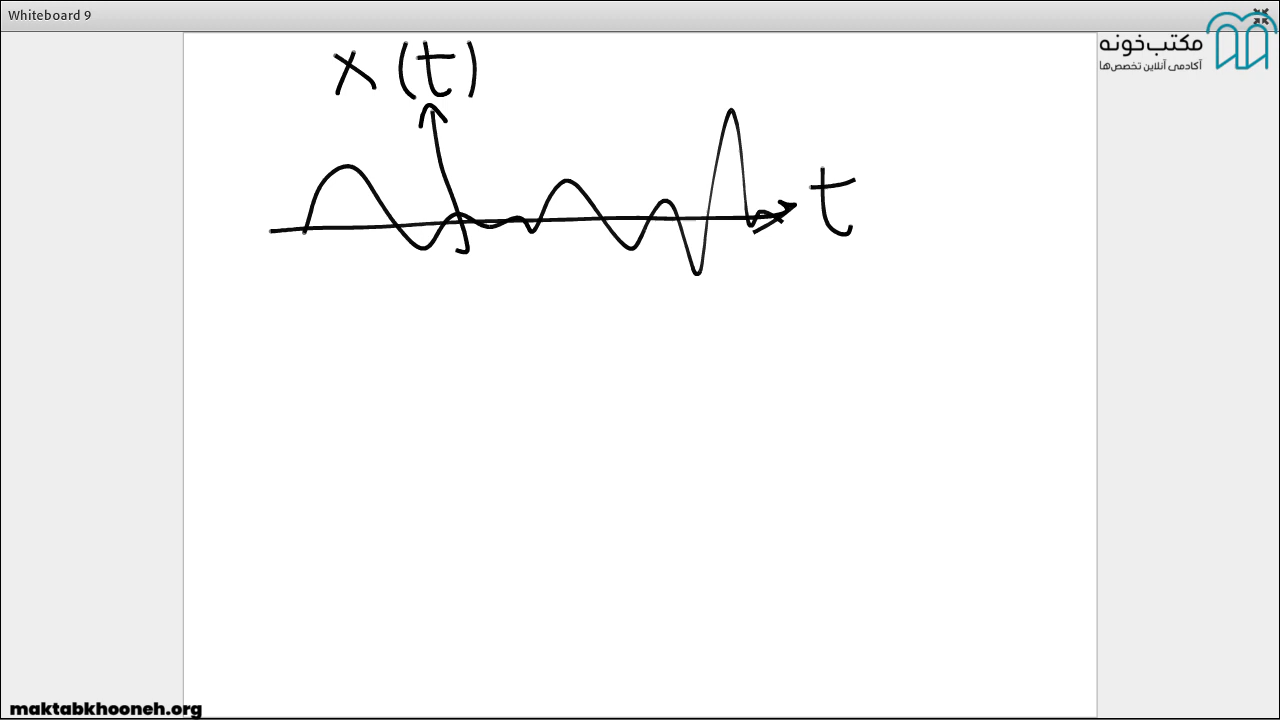 Whiteboard 9
مکتب‌خونه
آکادمی آنلاین تخصص‌ها
x(t)
t
maktabkhooneh.org